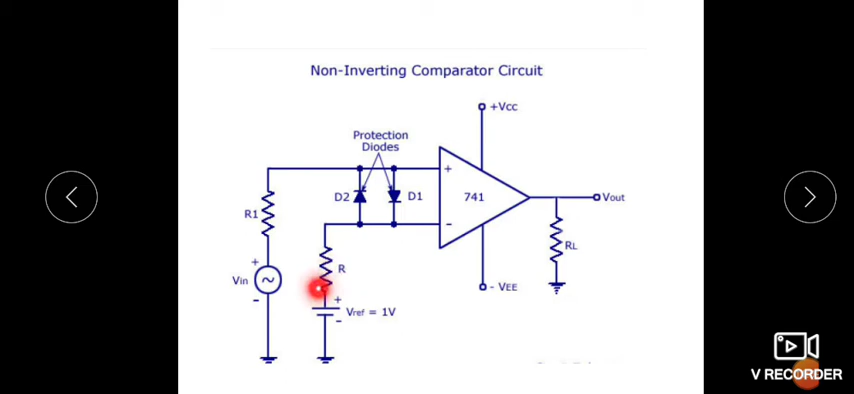 Non-Inverting Comparator Circuit
+Vcc
Protection
Diodes
+
D2
D1
741
Vout
R1
-
RL
+
R
Vin
~
- VEE
-
+
Vref = 1V
-
V RECORDER